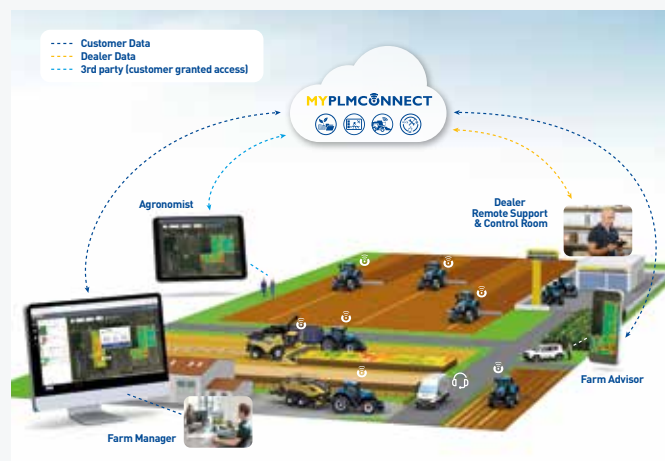 Customer Data
Dealer Data
3rd party (customer granted access)
MYPLMCONNECT
Agronomist
Dealer
Remote Support
& Control Room
Farm Advisor
Farm Manager